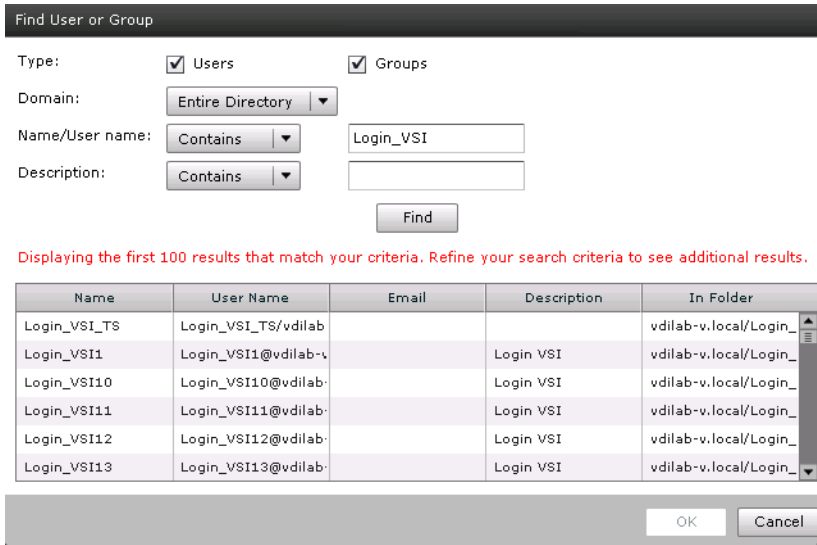 Find User or Group
Type: Users Groups
Domain: Entire Directory
Name/User name: Contains Login_VSI
Description: Contains
Find
Displaying the first 100 results that match your criteria. Refine your search criteria to see additional results.
Name User Name Email Description In Folder
Login_VSI_TS Login_VSI_TS/vdilab vdilab-v.local/Login_
Login_VSI1 Login_VSI1@vdilab-v Login VSI vdilab-v.local/Login_
Login_VSI10 Login_VSI10@vdilab- Login VSI vdilab-v.local/Login_
Login_VSI11 Login_VSI11@vdilab- Login VSI vdilab-v.local/Login_
Login_VSI12 Login_VSI12@vdilab- Login VSI vdilab-v.local/Login_
Login_VSI13 Login_VSI13@vdilab- Login VSI vdilab-v.local/Login_
OK Cancel